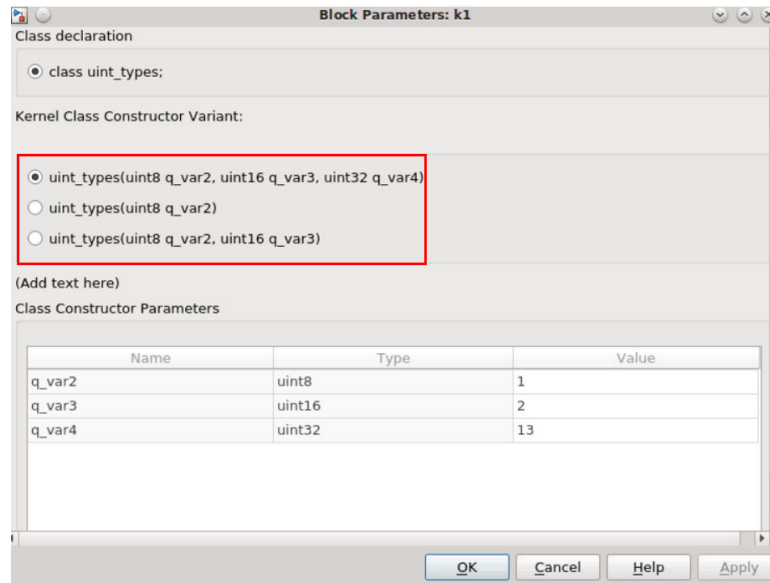 Block Parameters: k1
Class declaration
class uint_types;
Kernel Class Constructor Variant:
uint_types(uint8 q_var2, uint16 q_var3, uint32 q_var4)
uint_types(uint8 q_var2)
uint_types(uint8 q_var2, uint16 q_var3)
(Add text here)
Class Constructor Parameters
Name Type Value
q_var2 uint8 1
q_var3 uint16 2
q_var4 uint32 13
OK Cancel Help Apply